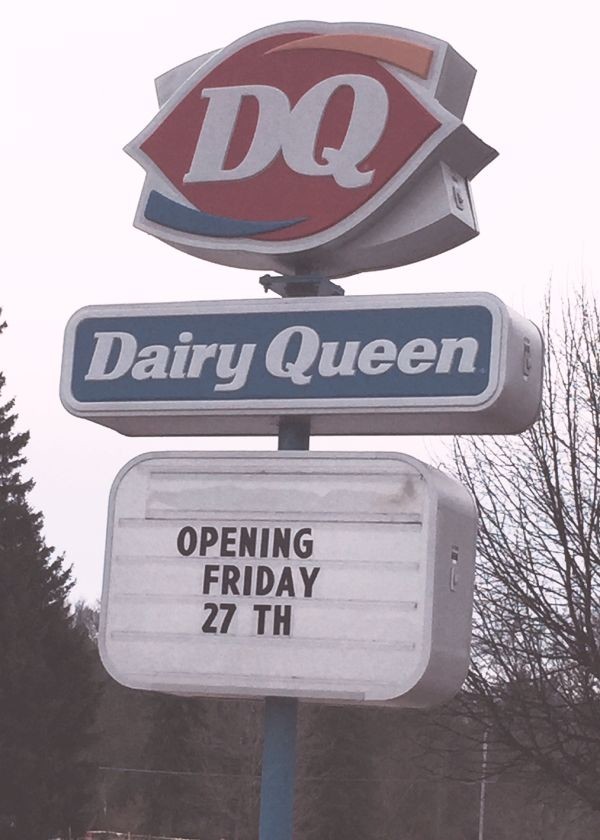 DQ
Dairy Queen
OPENING
FRIDAY
27 TH